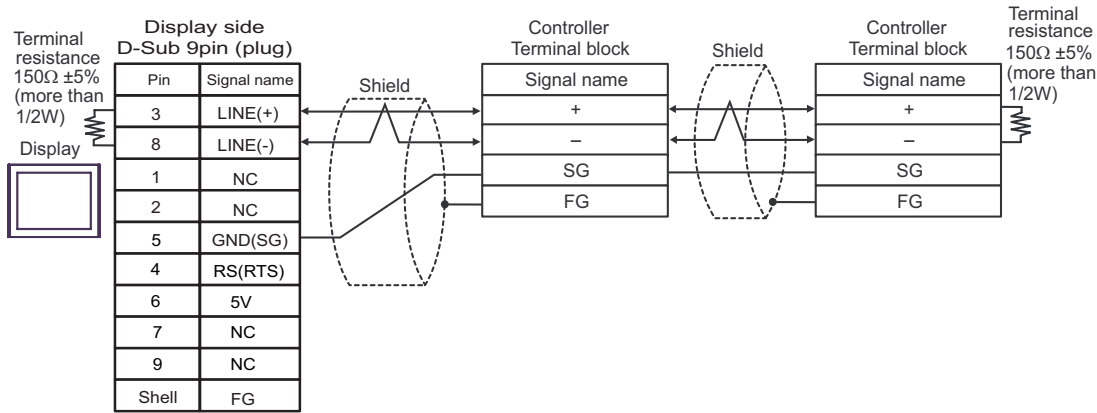 Terminal
resistance
150Ω ±5%
(more than
1/2W)
Display
Display side
D-Sub 9pin (plug)
Pin Signal name
3 LINE(+)
8 LINE(-)
1 NC
2 NC
5 GND(SG)
4 RS(RTS)
6 5V
7 NC
9 NC
Shell FG
Shield
Controller
Terminal block
Signal name
+
–
SG
FG
Shield
Controller
Terminal block
Signal name
+
–
SG
FG
Terminal
resistance
150Ω ±5%
(more than
1/2W)